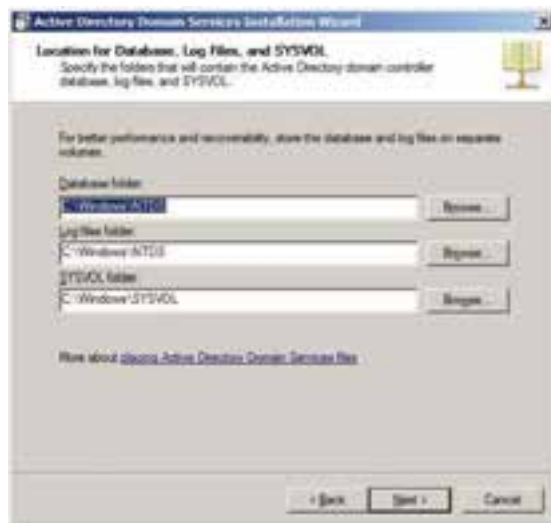 Active Directory Domain Services Installation Wizard
Location for Database, Log Files, and SYSVOL
Specify the folders that will contain the Active Directory domain controller
database, log files, and SYSVOL.
For better performance and recoverability, store the database and log files on separate
volumes.
Database folder:
C:\Windows\NTDS
Browse...
Log files folder:
C:\Windows\NTDS
Browse...
SYSVOL folder:
C:\Windows\SYSVOL
Browse...
More about placing Active Directory Domain Services files
< Back
Next >
Cancel